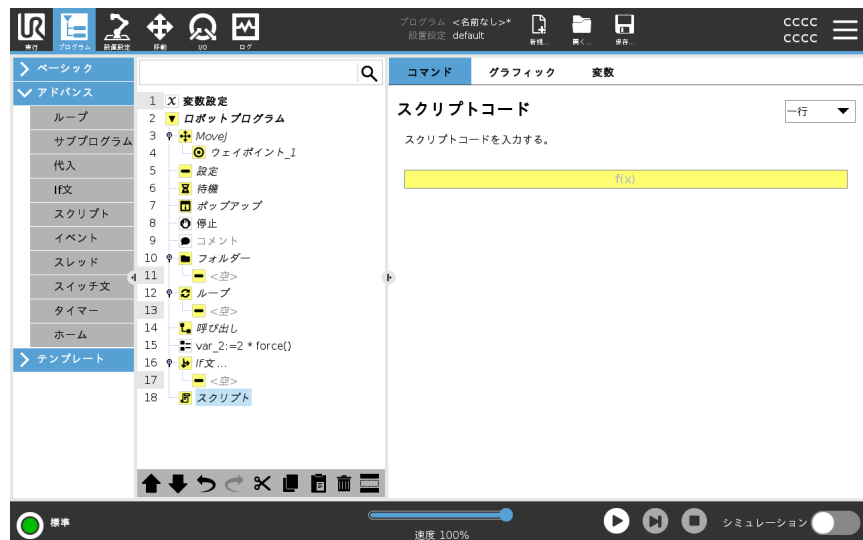 UR
実行
プログラム
設置設定
移動
I/O
ログ
プログラム <名前なし>*
設置設定 default
新規...
開く...
保存...
CCCC
CCCC
ベーシック
アドバンス
ループ
サブプログラム
代入
If文
スクリプト
イベント
スレッド
スイッチ文
タイマー
ホーム
テンプレート
1 X 変数設定
2 ロボットプログラム
3 MoveJ
4 ウェイポイント_1
5 設定
6 待機
7 ポップアップ
8 停止
9 コメント
10 フォルダー
11 <空>
12 ループ
13 <空>
14 呼び出し
15 var_2:=2 * force()
16 If文...
17 <空>
18 スクリプト
コマンド グラフィック 変数
スクリプトコード
一行
スクリプトコードを入力する。
f(x)
標準
速度 100%
シミュレーション